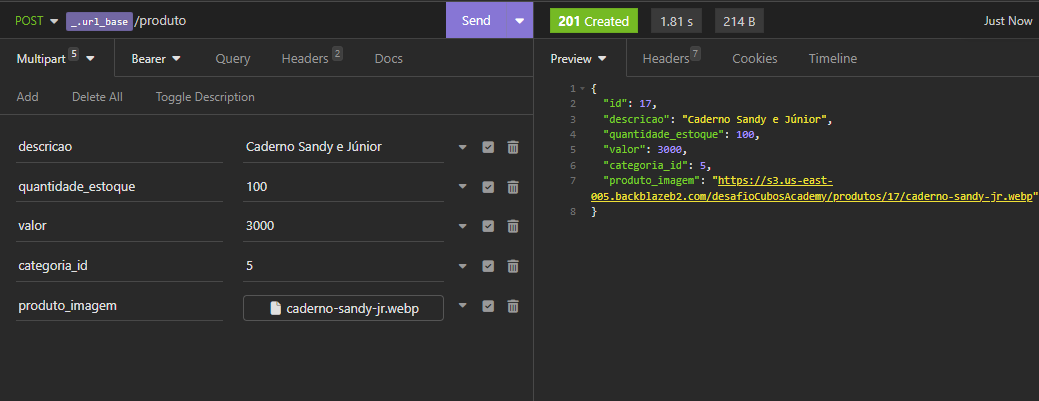 POST _.url_base /produto Send
201 Created 1.81 s 214 B Just Now
Multipart 5 Bearer Query Headers 2 Docs
Preview Headers 7 Cookies Timeline
Add Delete All Toggle Description
descricao Caderno Sandy e Júnior
quantidade_estoque 100
valor 3000
categoria_id 5
produto_imagem caderno-sandy-jr.webp
1 {
2 "id": 17,
3 "descricao": "Caderno Sandy e Júnior",
4 "quantidade_estoque": 100,
5 "valor": 3000,
6 "categoria_id": 5,
7 "produto_imagem": "https://s3.us-east-
005.backblazeb2.com/desafioCubosAcademy/produtos/17/caderno-sandy-jr.webp"
8 }